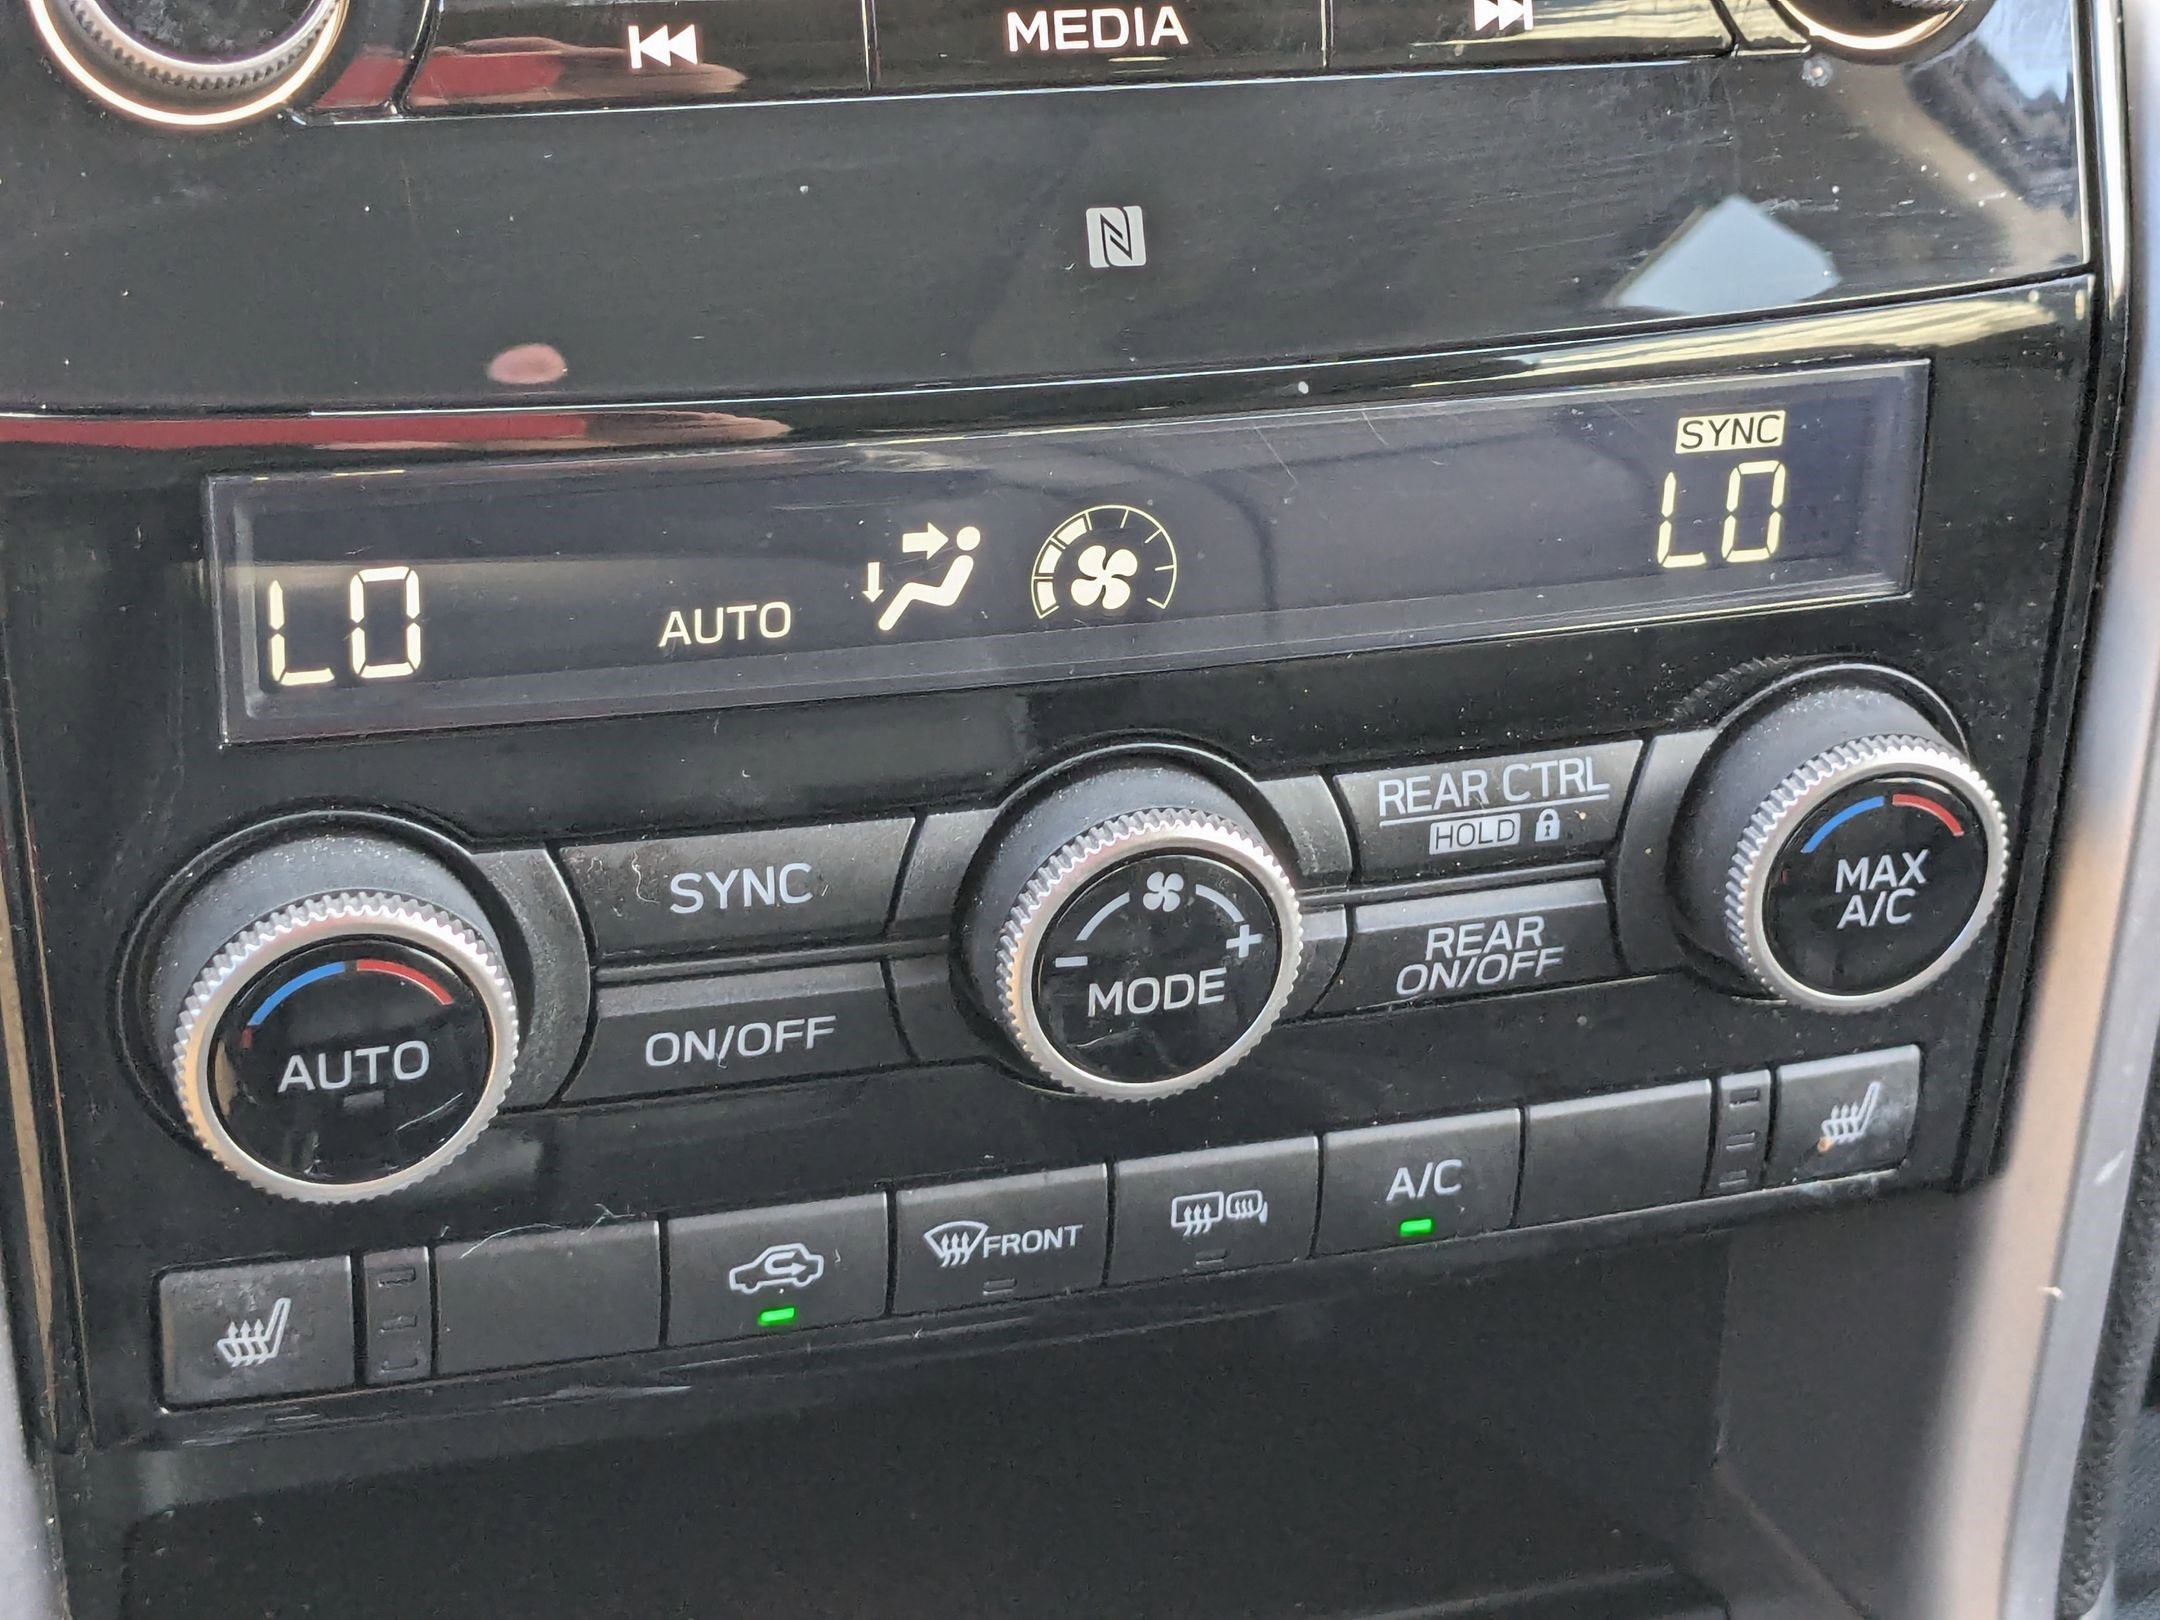 MEDIA
SYNC
LO
AUTO
LO
REAR CTRL
HOLD
SYNC
MAX
A/C
REAR
ON/OFF
- +
MODE
ON/OFF
AUTO
A/C
FRONT